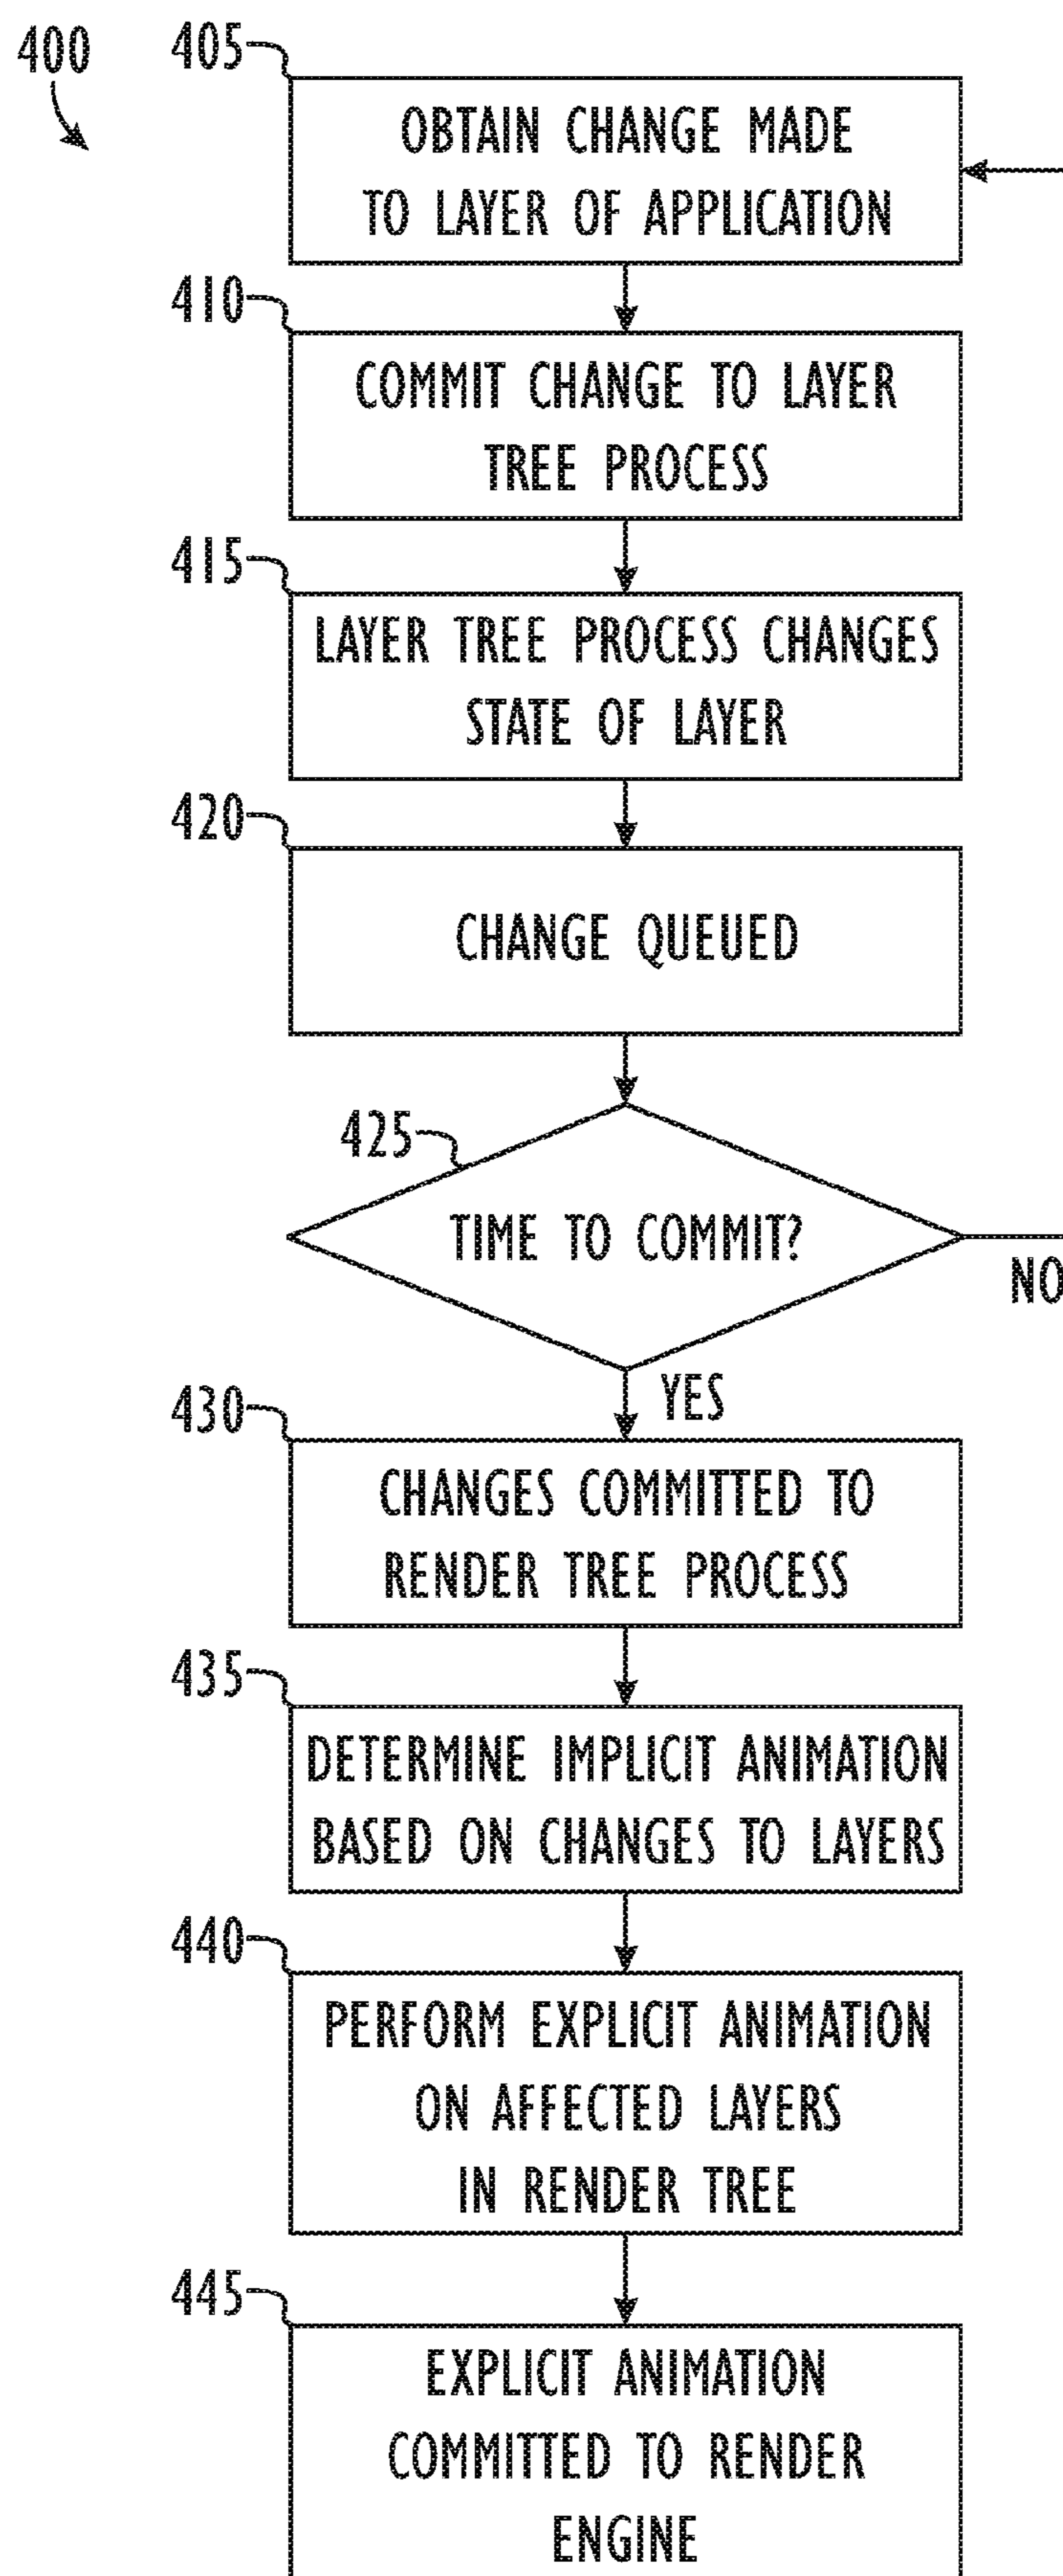 400
405
OBTAIN CHANGE MADE
TO LAYER OF APPLICATION
410
COMMIT CHANGE TO LAYER
TREE PROCESS
415
LAYER TREE PROCESS CHANGES
STATE OF LAYER
420
CHANGE QUEUED
425
TIME TO COMMIT?
NO
YES
430
CHANGES COMMITTED TO
RENDER TREE PROCESS
435
DETERMINE IMPLICIT ANIMATION
BASED ON CHANGES TO LAYERS
440
PERFORM EXPLICIT ANIMATION
ON AFFECTED LAYERS
IN RENDER TREE
445
EXPLICIT ANIMATION
COMMITTED TO RENDER
ENGINE